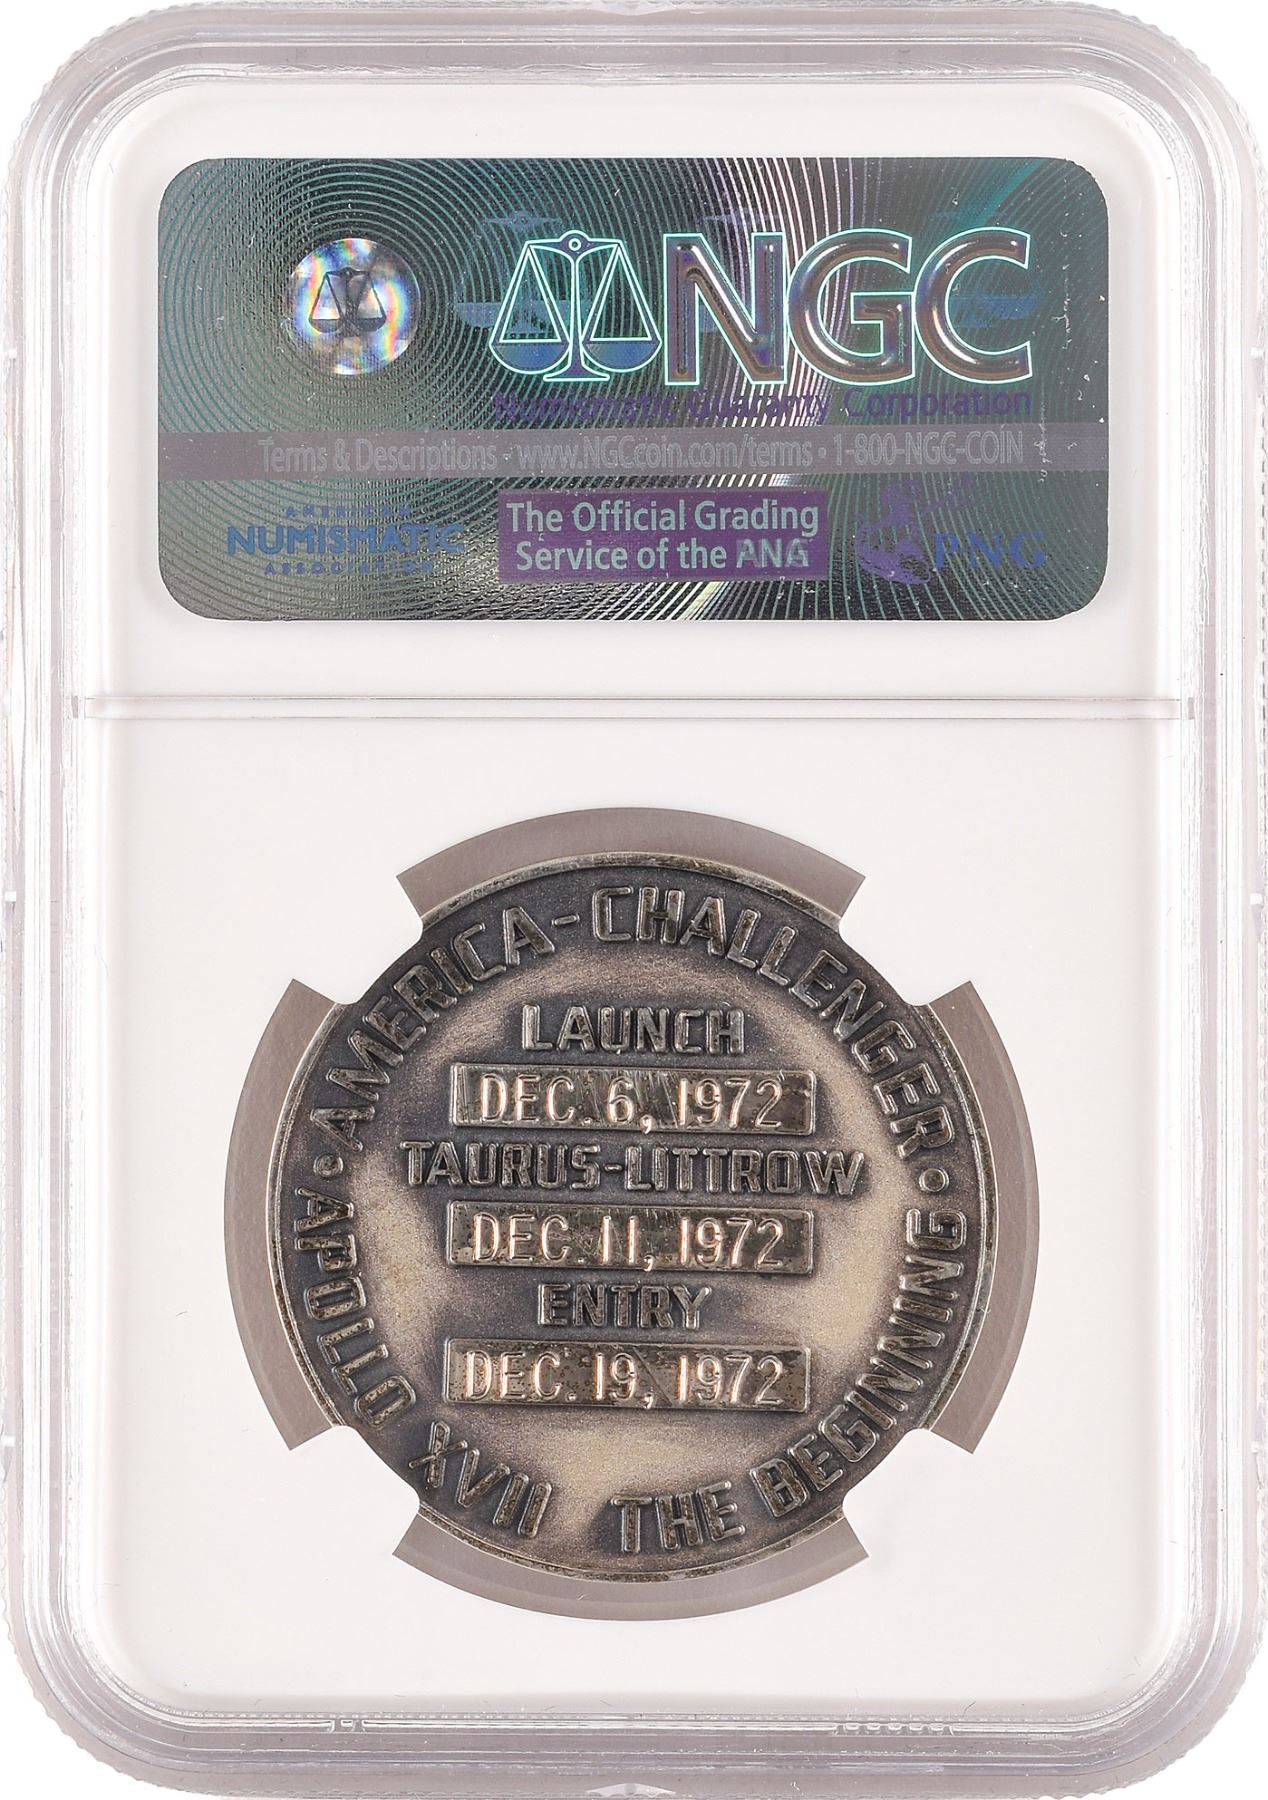 NGC
Numismatic Guaranty Corporation
Terms & Descriptions - www.NGCcoin.com/terms • 1-800-NGC-COIN
AMERICAN
NUMISMATIC
ASSOCIATION
The Official Grading
Service of the ANA
PNG
• AMERICA - CHALLENGER •
LAUNCH
DEC. 6, 1972
TAURUS-LITTROW
DEC. 11, 1972
ENTRY
DEC. 19, 1972
APOLLO XVII THE BEGINNING